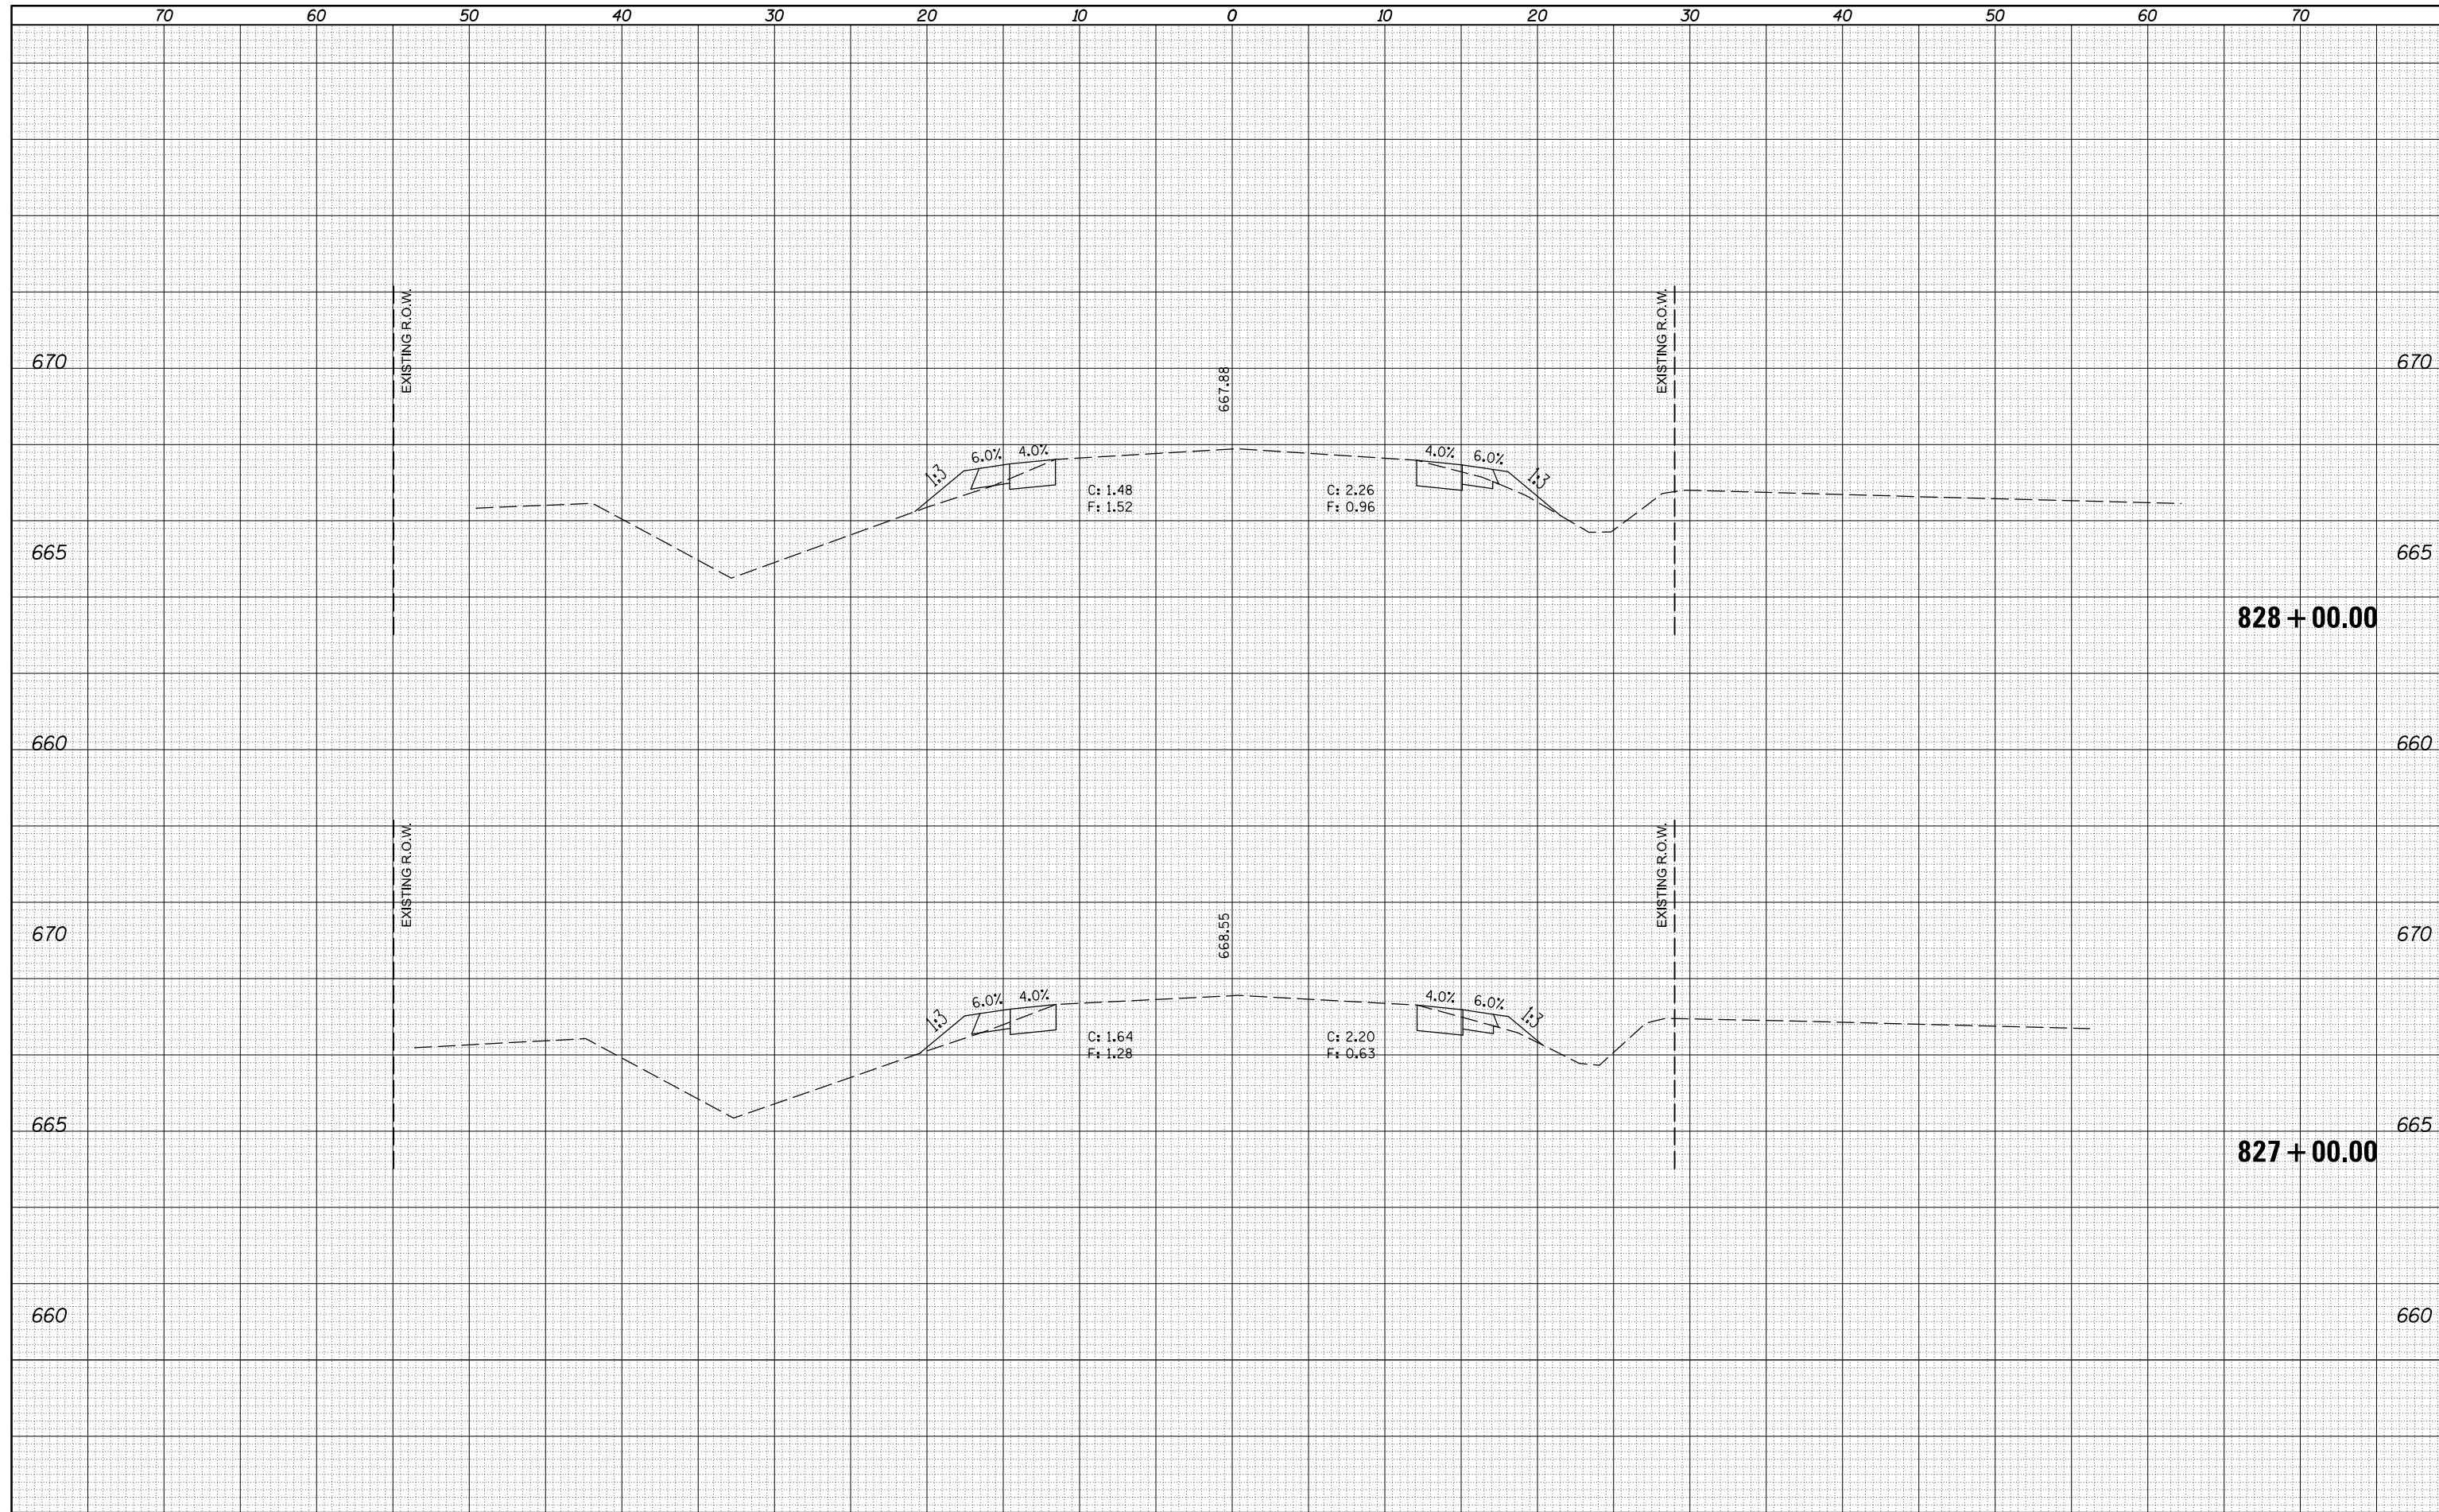 70 60 50 40 30 20 10 0 10 20 30 40 50 60 70
EXISTING R.O.W.
EXISTING R.O.W.
670 670
667.88
1:3 6.0% 4.0% 4.0% 6.0% 1:3
C: 1.48 C: 2.26
F: 1.52 F: 0.96
665 665
828 + 00.00
660 660
EXISTING R.O.W.
EXISTING R.O.W.
670 670
668.55
1:3 6.0% 4.0% 4.0% 6.0% 1:3
C: 1.64 C: 2.20
F: 1.28 F: 0.63
665 665
827 + 00.00
660 660